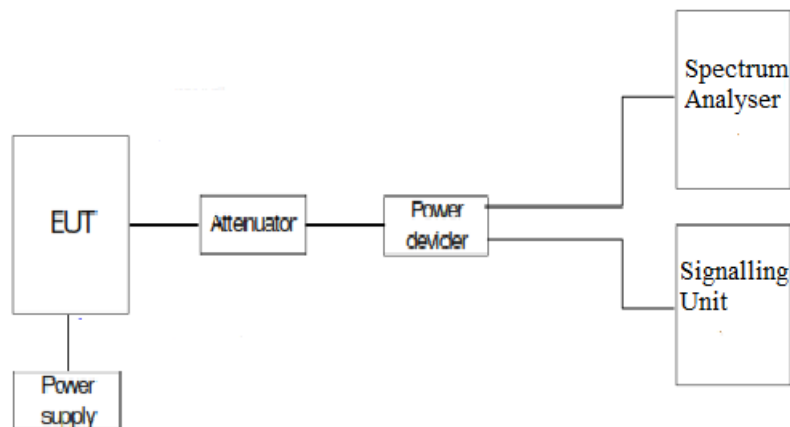 EUT
Power
supply
Attenuator
Power
devider
Spectrum
Analyser
Signalling
Unit